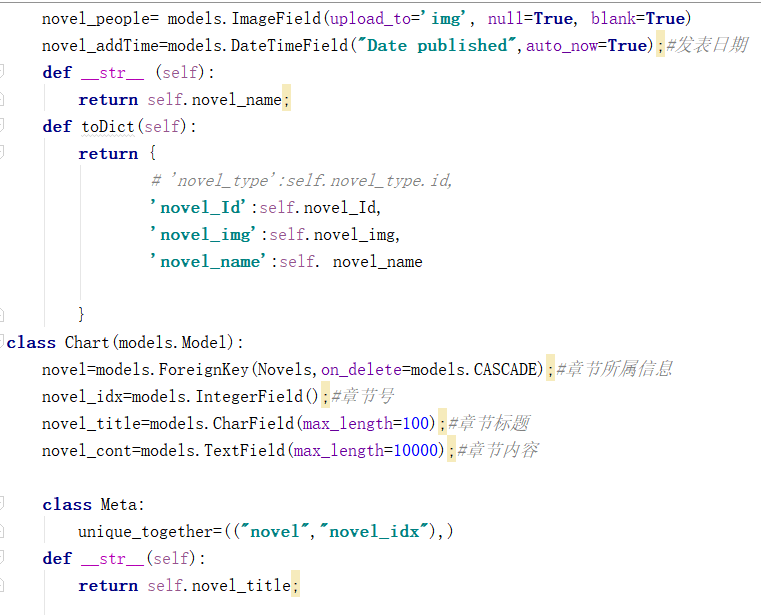 novel_people= models.ImageField(upload_to='img', null=True, blank=True)
novel_addTime=models.DateTimeField("Date published",auto_now=True);#发表日期
def __str__ (self):
return self.novel_name;
def toDict(self):
return {
# 'novel_type':self.novel_type.id,
'novel_Id':self.novel_Id,
'novel_img':self.novel_img,
'novel_name':self. novel_name
}
class Chart(models.Model):
novel=models.ForeignKey(Novels,on_delete=models.CASCADE);#章节所属信息
novel_idx=models.IntegerField();#章节号
novel_title=models.CharField(max_length=100);#章节标题
novel_cont=models.TextField(max_length=10000);#章节内容
class Meta:
unique_together=(("novel","novel_idx"),)
def __str__(self):
return self.novel_title;